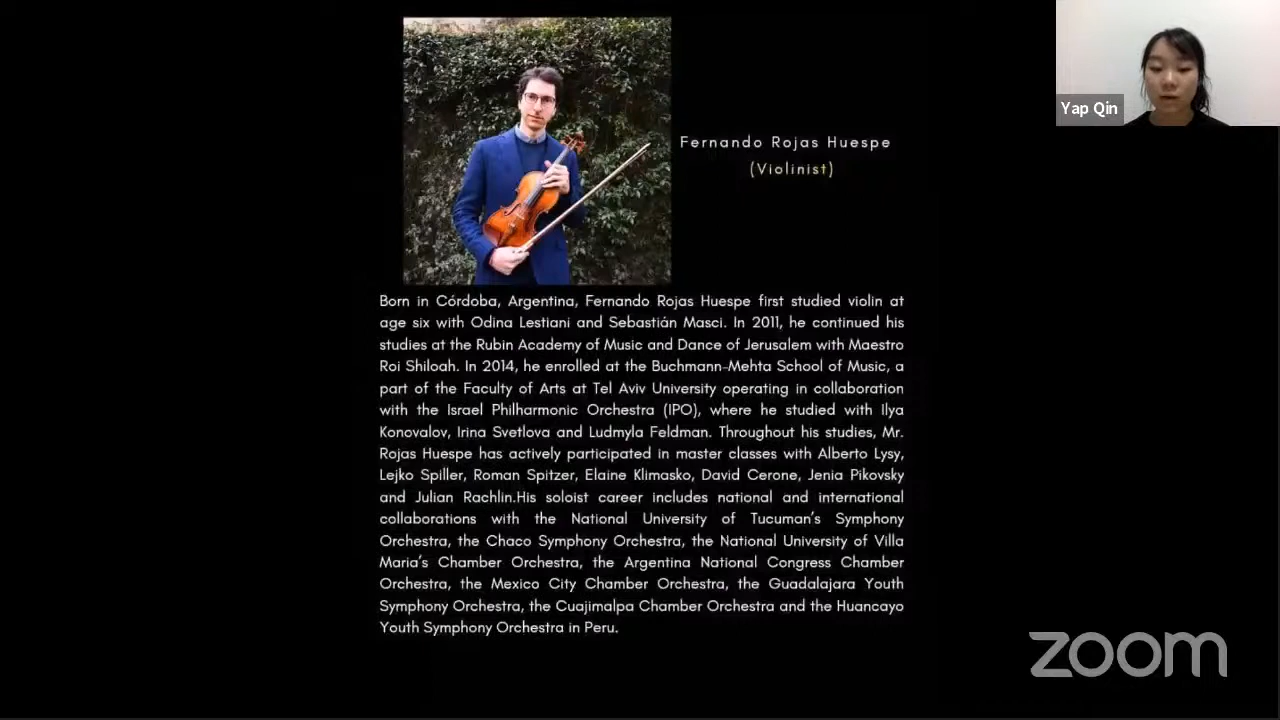 Yap Qin
Fernando Rojas Huespe
(Violinist)
Born in Córdoba, Argentina, Fernando Rojas Huespe first studied violin at
age six with Odina Lestiani and Sebastián Masci. In 2011, he continued his
studies at the Rubin Academy of Music and Dance of Jerusalem with Maestro
Roi Shiloah. In 2014, he enrolled at the Buchmann-Mehta School of Music, a
part of the Faculty of Arts at Tel Aviv University operating in collaboration
with the Israel Philharmonic Orchestra (IPO), where he studied with Ilya
Konovalov, Irina Svetlova and Ludmyla Feldman. Throughout his studies, Mr.
Rojas Huespe has actively participated in master classes with Alberto Lysy,
Lejko Spiller, Roman Spitzer, Elaine Klimasko, David Cerone, Jenia Pikovsky
and Julian Rachlin.His soloist career includes national and international
collaborations with the National University of Tucuman's Symphony
Orchestra, the Chaco Symphony Orchestra, the National University of Villa
Maria's Chamber Orchestra, the Argentina National Congress Chamber
Orchestra, the Mexico City Chamber Orchestra, the Guadalajara Youth
Symphony Orchestra, the Cuajimalpa Chamber Orchestra and the Huancayo
Youth Symphony Orchestra in Peru.
zoom